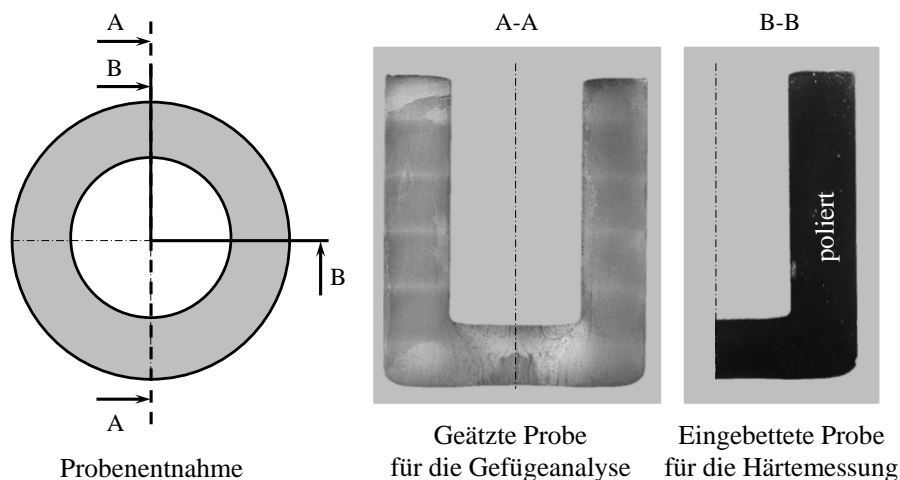 A
B
B
A
Probenentnahme
A-A
Geätzte Probe
für die Gefügeanalyse
B-B
poliert
Eingebettete Probe
für die Härtemessung